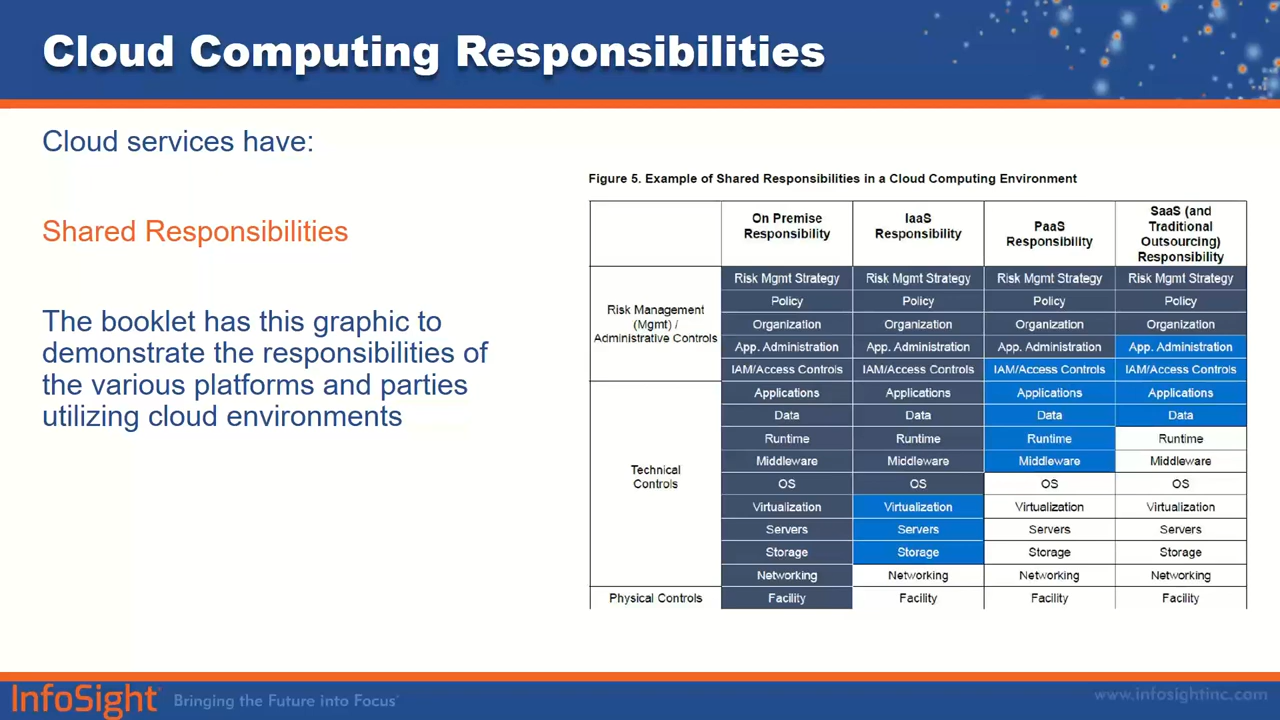 Cloud Computing Responsibilities
Cloud services have:
Shared Responsibilities
The booklet has this graphic to
demonstrate the responsibilities of
the various platforms and parties
utilizing cloud environments
Figure 5. Example of Shared Responsibilities in a Cloud Computing Environment
On Premise
Responsibility
IaaS
Responsibility
PaaS
Responsibility
SaaS (and
Traditional
Outsourcing)
Responsibility
Risk Management
(Mgmt) /
Administrative Controls
Risk Mgmt Strategy Risk Mgmt Strategy Risk Mgmt Strategy Risk Mgmt Strategy
Policy Policy Policy Policy
Organization Organization Organization Organization
App. Administration App. Administration App. Administration App. Administration
IAM/Access Controls IAM/Access Controls IAM/Access Controls IAM/Access Controls
Technical
Controls
Applications Applications Applications Applications
Data Data Data Data
Runtime Runtime Runtime Runtime
Middleware Middleware Middleware Middleware
OS OS OS OS
Virtualization Virtualization Virtualization Virtualization
Servers Servers Servers Servers
Storage Storage Storage Storage
Networking Networking Networking Networking
Physical Controls Facility Facility Facility Facility
InfoSight Bringing the Future into Focus
www.infosightinc.com